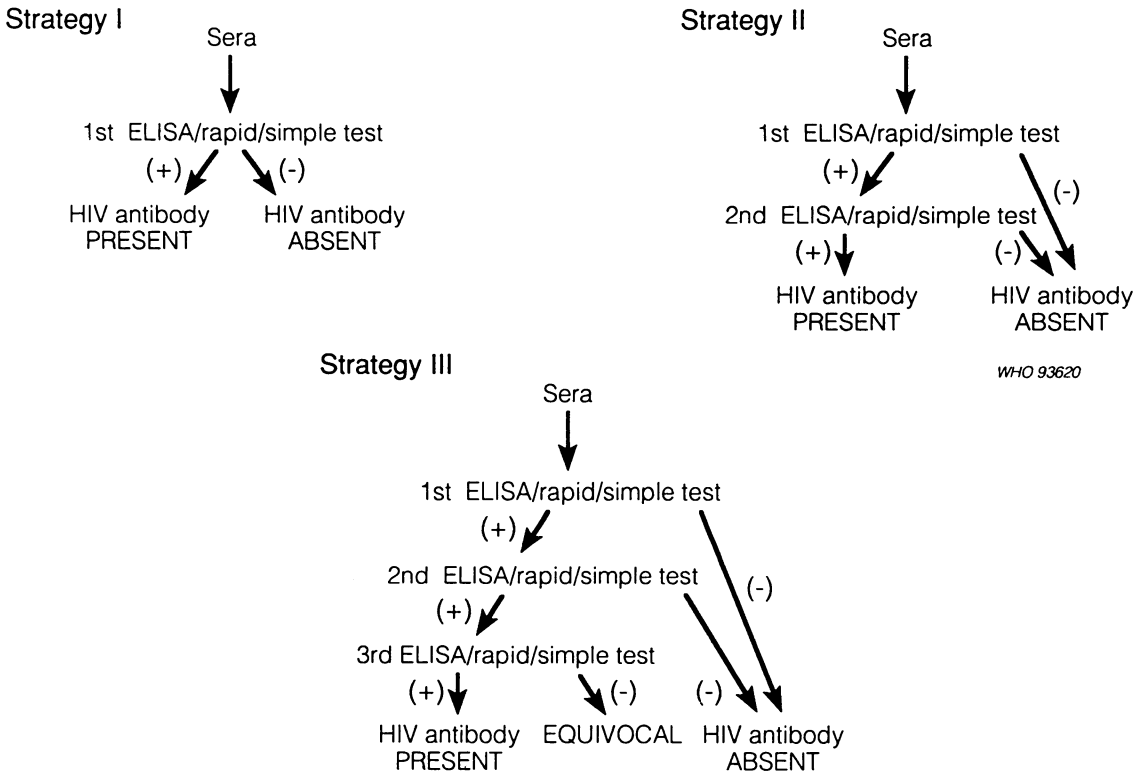 Strategy I
Sera
1st ELISA/rapid/simple test
(+) (-)
HIV antibody HIV antibody
PRESENT ABSENT
Strategy II
Sera
1st ELISA/rapid/simple test
(+) (-)
2nd ELISA/rapid/simple test
(+) (-)
HIV antibody HIV antibody
PRESENT ABSENT
WHO 93620
Strategy III
Sera
1st ELISA/rapid/simple test
(+) (-)
2nd ELISA/rapid/simple test
(+)
3rd ELISA/rapid/simple test
(+) (-) (-)
HIV antibody EQUIVOCAL HIV antibody
PRESENT ABSENT